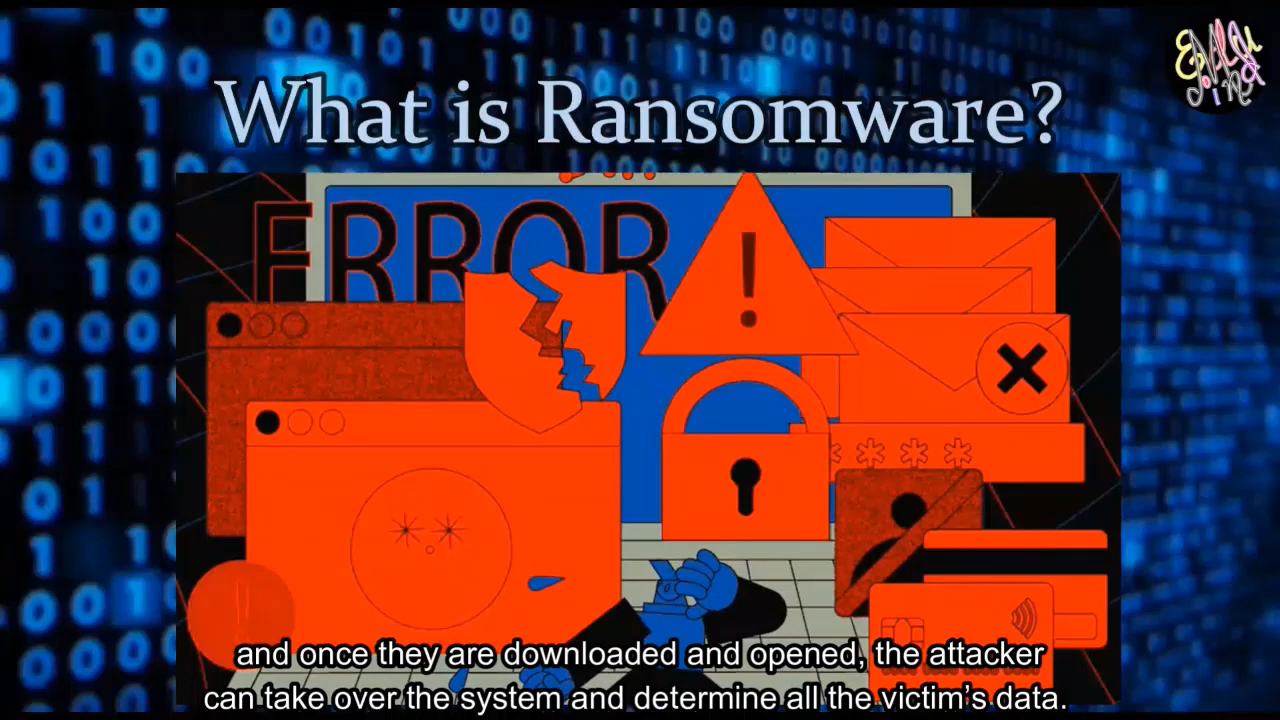 What is Ransomware?
ERROR
!
* * *
and once they are downloaded and opened, the attacker
can take over the system and determine all the victim's data.